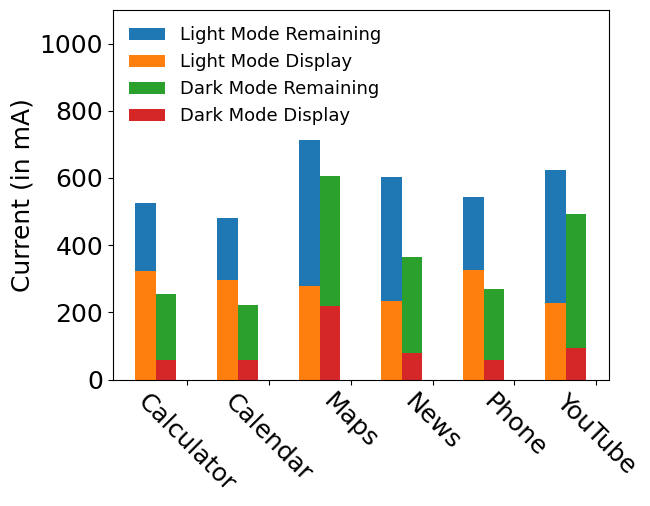 Light Mode Remaining
Light Mode Display
Dark Mode Remaining
Dark Mode Display
Current (in mA)
1000
800
600
400
200
0
Calculator
Calendar
Maps
News
Phone
YouTube